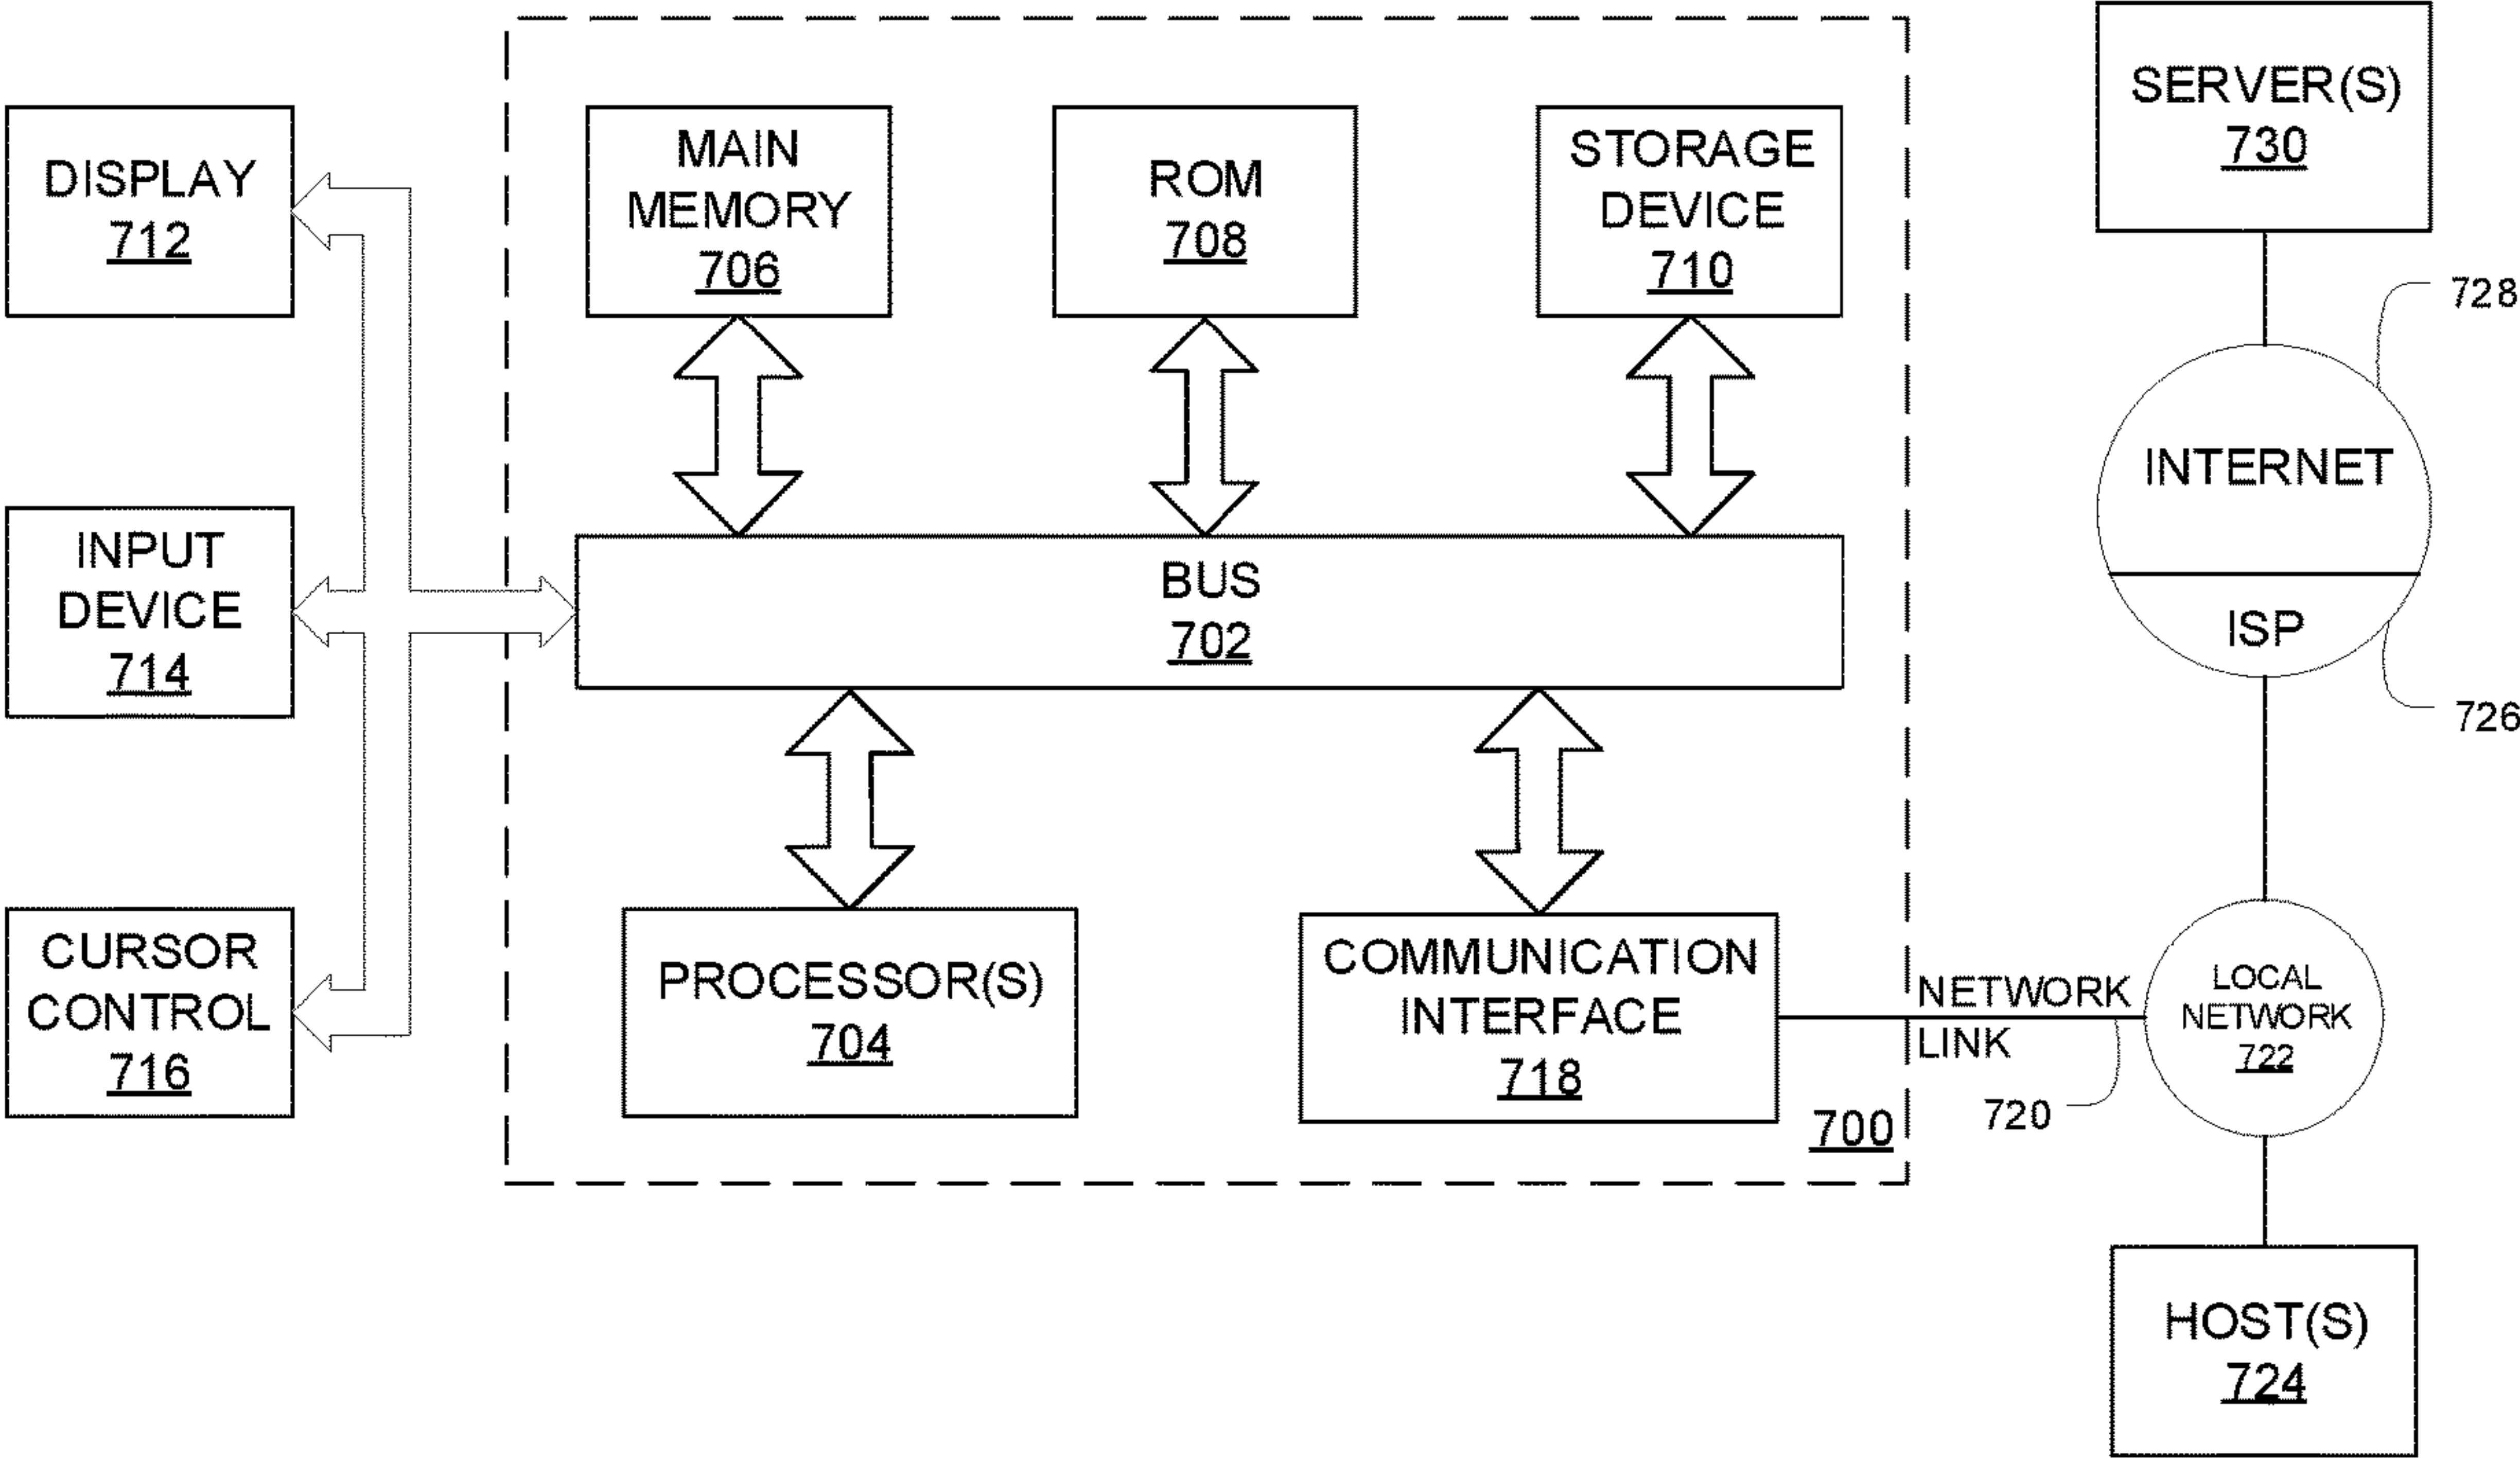 DISPLAY
712
INPUT
DEVICE
714
CURSOR
CONTROL
716
MAIN
MEMORY
706
ROM
708
STORAGE
DEVICE
710
BUS
702
PROCESSOR(S)
704
COMMUNICATION
INTERFACE
718
700
NETWORK
LINK
720
SERVER(S)
730
728
INTERNET
ISP
726
LOCAL
NETWORK
722
HOST(S)
724